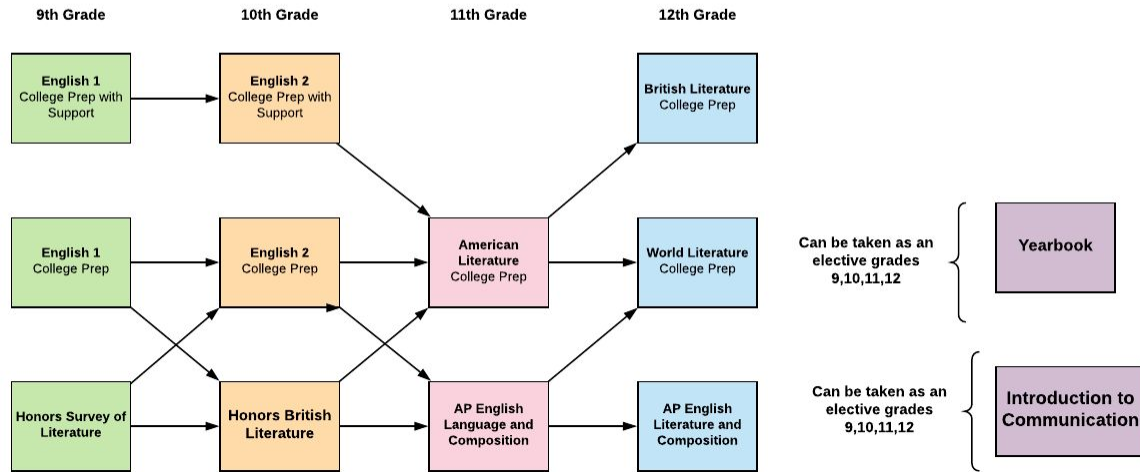 9th Grade
10th Grade
11th Grade
12th Grade
English 1
College Prep with
Support
English 2
College Prep with
Support
British Literature
College Prep
English 1
College Prep
English 2
College Prep
American
Literature
College Prep
World Literature
College Prep
Can be taken as an
elective grades
9,10,11,12
Yearbook
Honors Survey of
Literature
Honors British
Literature
AP English
Language and
Composition
AP English
Literature and
Composition
Can be taken as an
elective grades
9,10,11,12
Introduction to
Communication